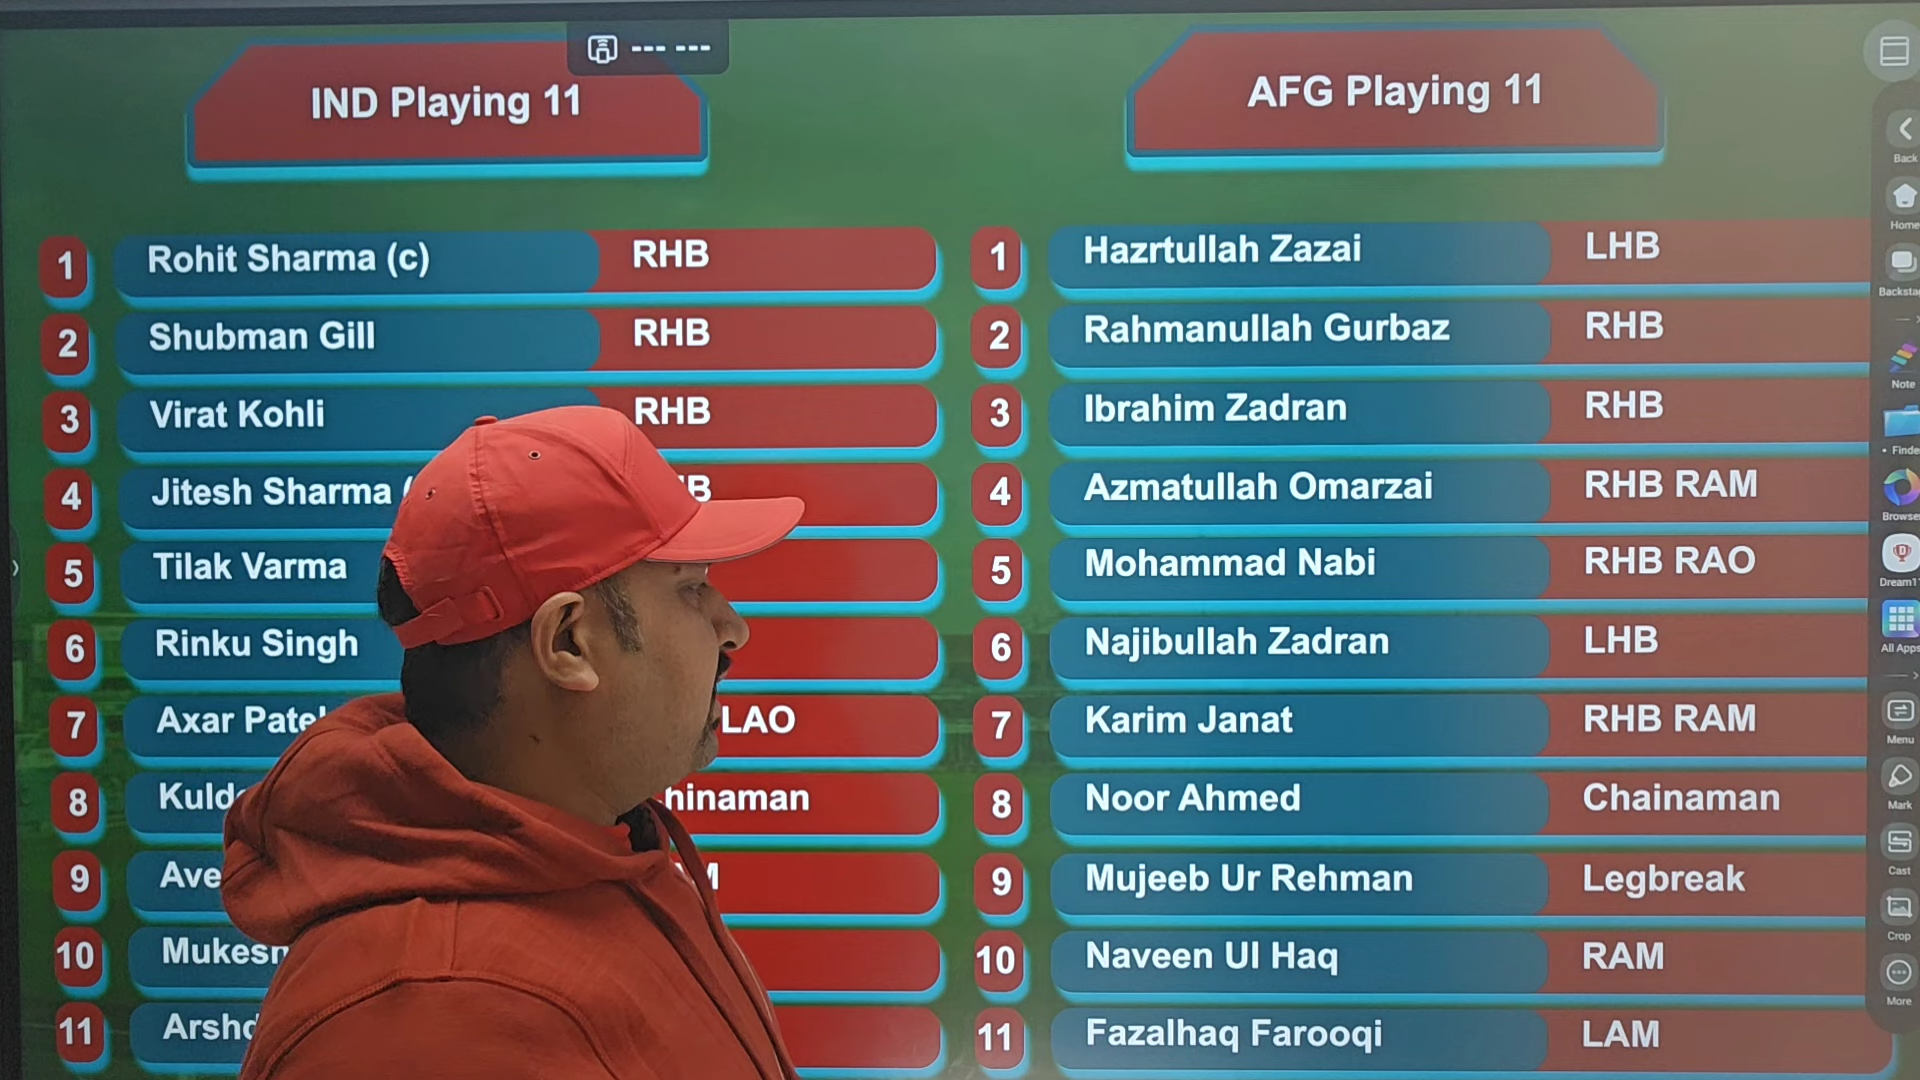 IND Playing 11
1 Rohit Sharma (c) RHB
2 Shubman Gill RHB
3 Virat Kohli RHB
4 Jitesh Sharma
5 Tilak Varma
6 Rinku Singh
7 Axar Patel LAO
8
9
10
11
AFG Playing 11
1 Hazrtullah Zazai LHB
2 Rahmanullah Gurbaz RHB
3 Ibrahim Zadran RHB
4 Azmatullah Omarzai RHB RAM
5 Mohammad Nabi RHB RAO
6 Najibullah Zadran LHB
7 Karim Janat RHB RAM
8 Noor Ahmed Chainaman
9 Mujeeb Ur Rehman Legbreak
10 Naveen Ul Haq RAM
11 Fazalhaq Farooqi LAM
Back
Home
Note
Browser
All Apps
Menu
Mark
Cast
Crop
More